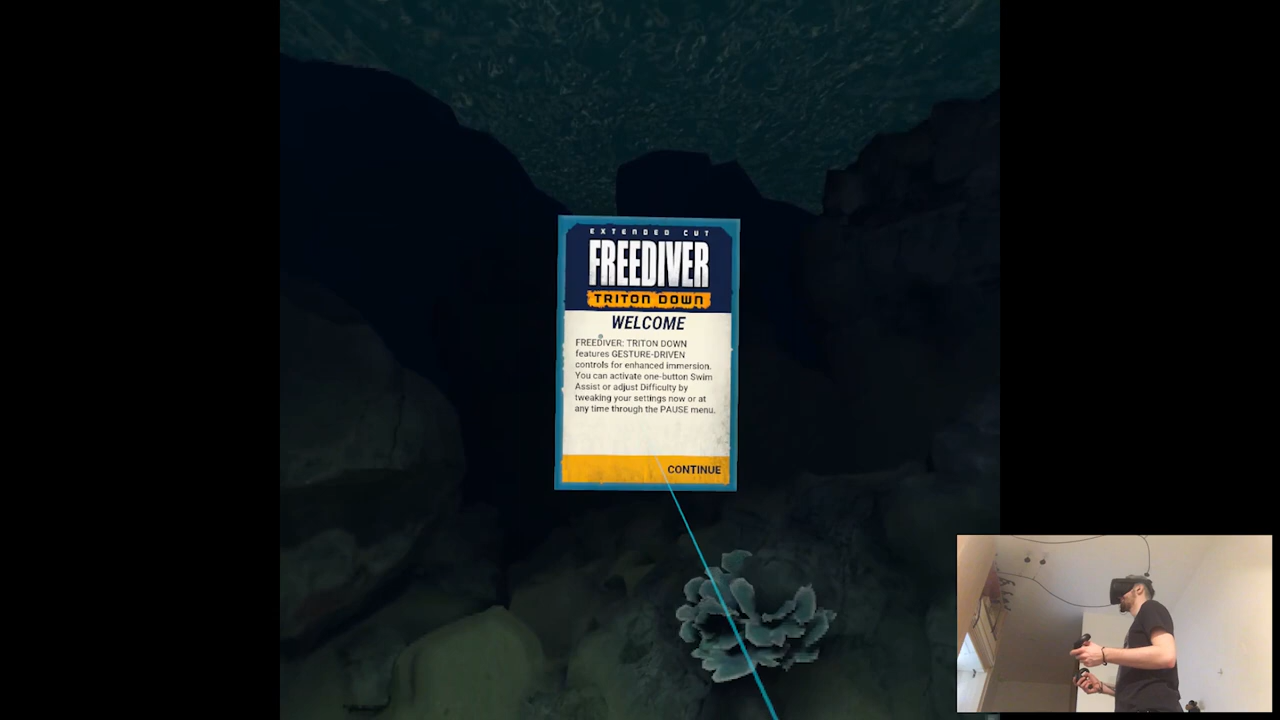 EXTENDED CUT
FREEDIVER
TRITON DOWN
WELCOME
FREEDIVER: TRITON DOWN
features GESTURE-DRIVEN
controls for enhanced immersion.
You can activate one-button Swim
Assist or adjust Difficulty by
tweaking your settings now or at
any time through the PAUSE menu.
CONTINUE